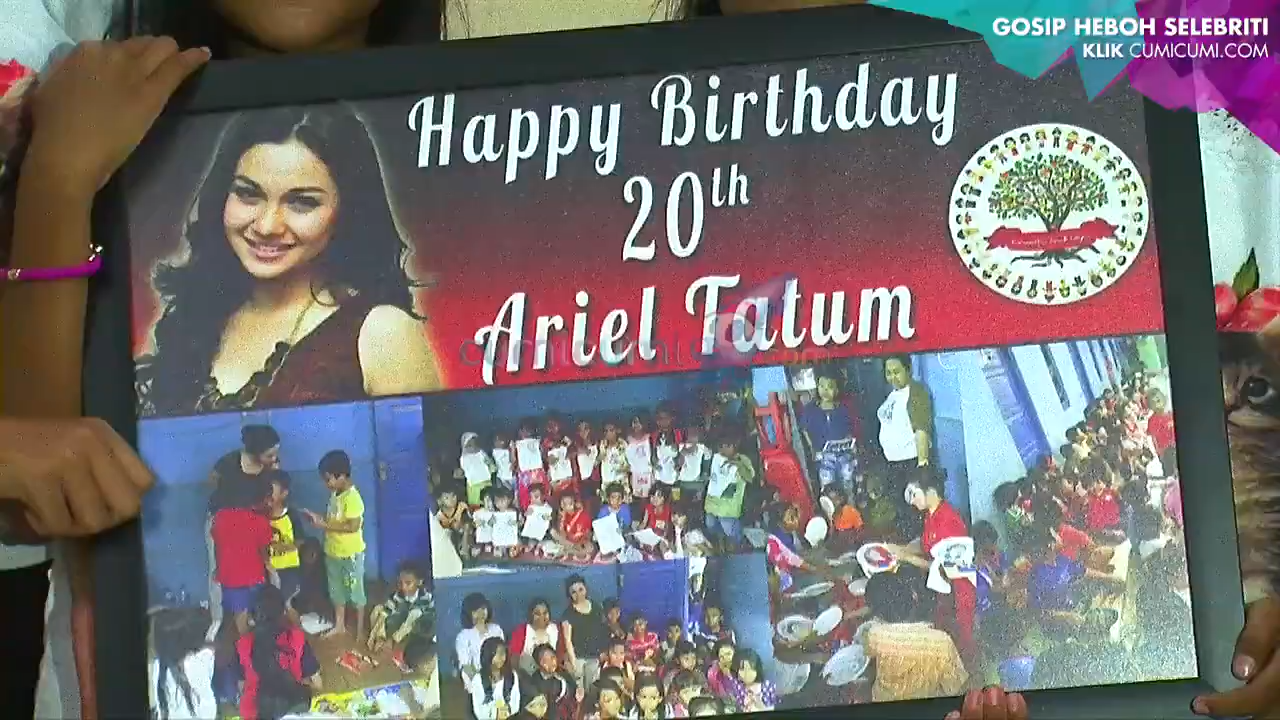 GOSIP HEBOH SELEBRITI
KLIK CUMICUMI.COM
Happy Birthday
20th
Ariel Tatum